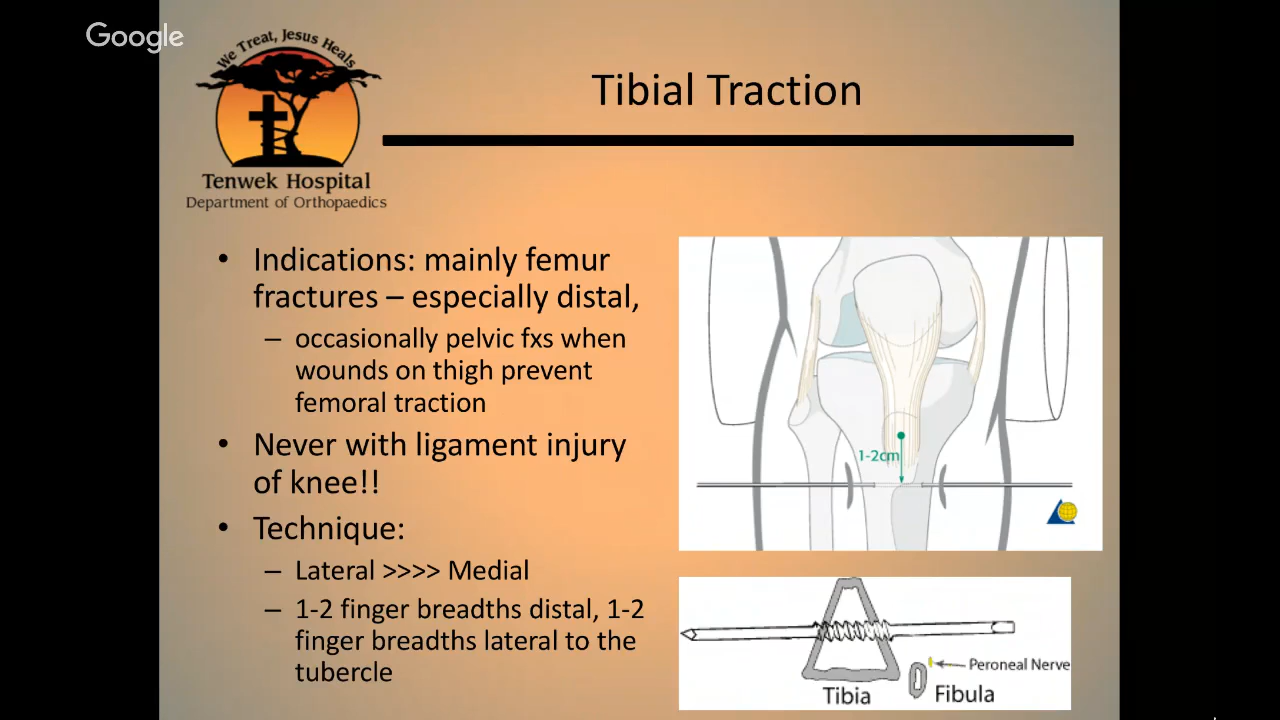 Google
We Treat, Jesus Heals
Tenwek Hospital
Department of Orthopaedics
Tibial Traction
• Indications: mainly femur
fractures – especially distal,
– occasionally pelvic fxs when
wounds on thigh prevent
femoral traction
• Never with ligament injury
of knee!!
• Technique:
– Lateral >>>> Medial
– 1-2 finger breadths distal, 1-2
finger breadths lateral to the
tubercle
1-2cm
Peroneal Nerve
Tibia
Fibula